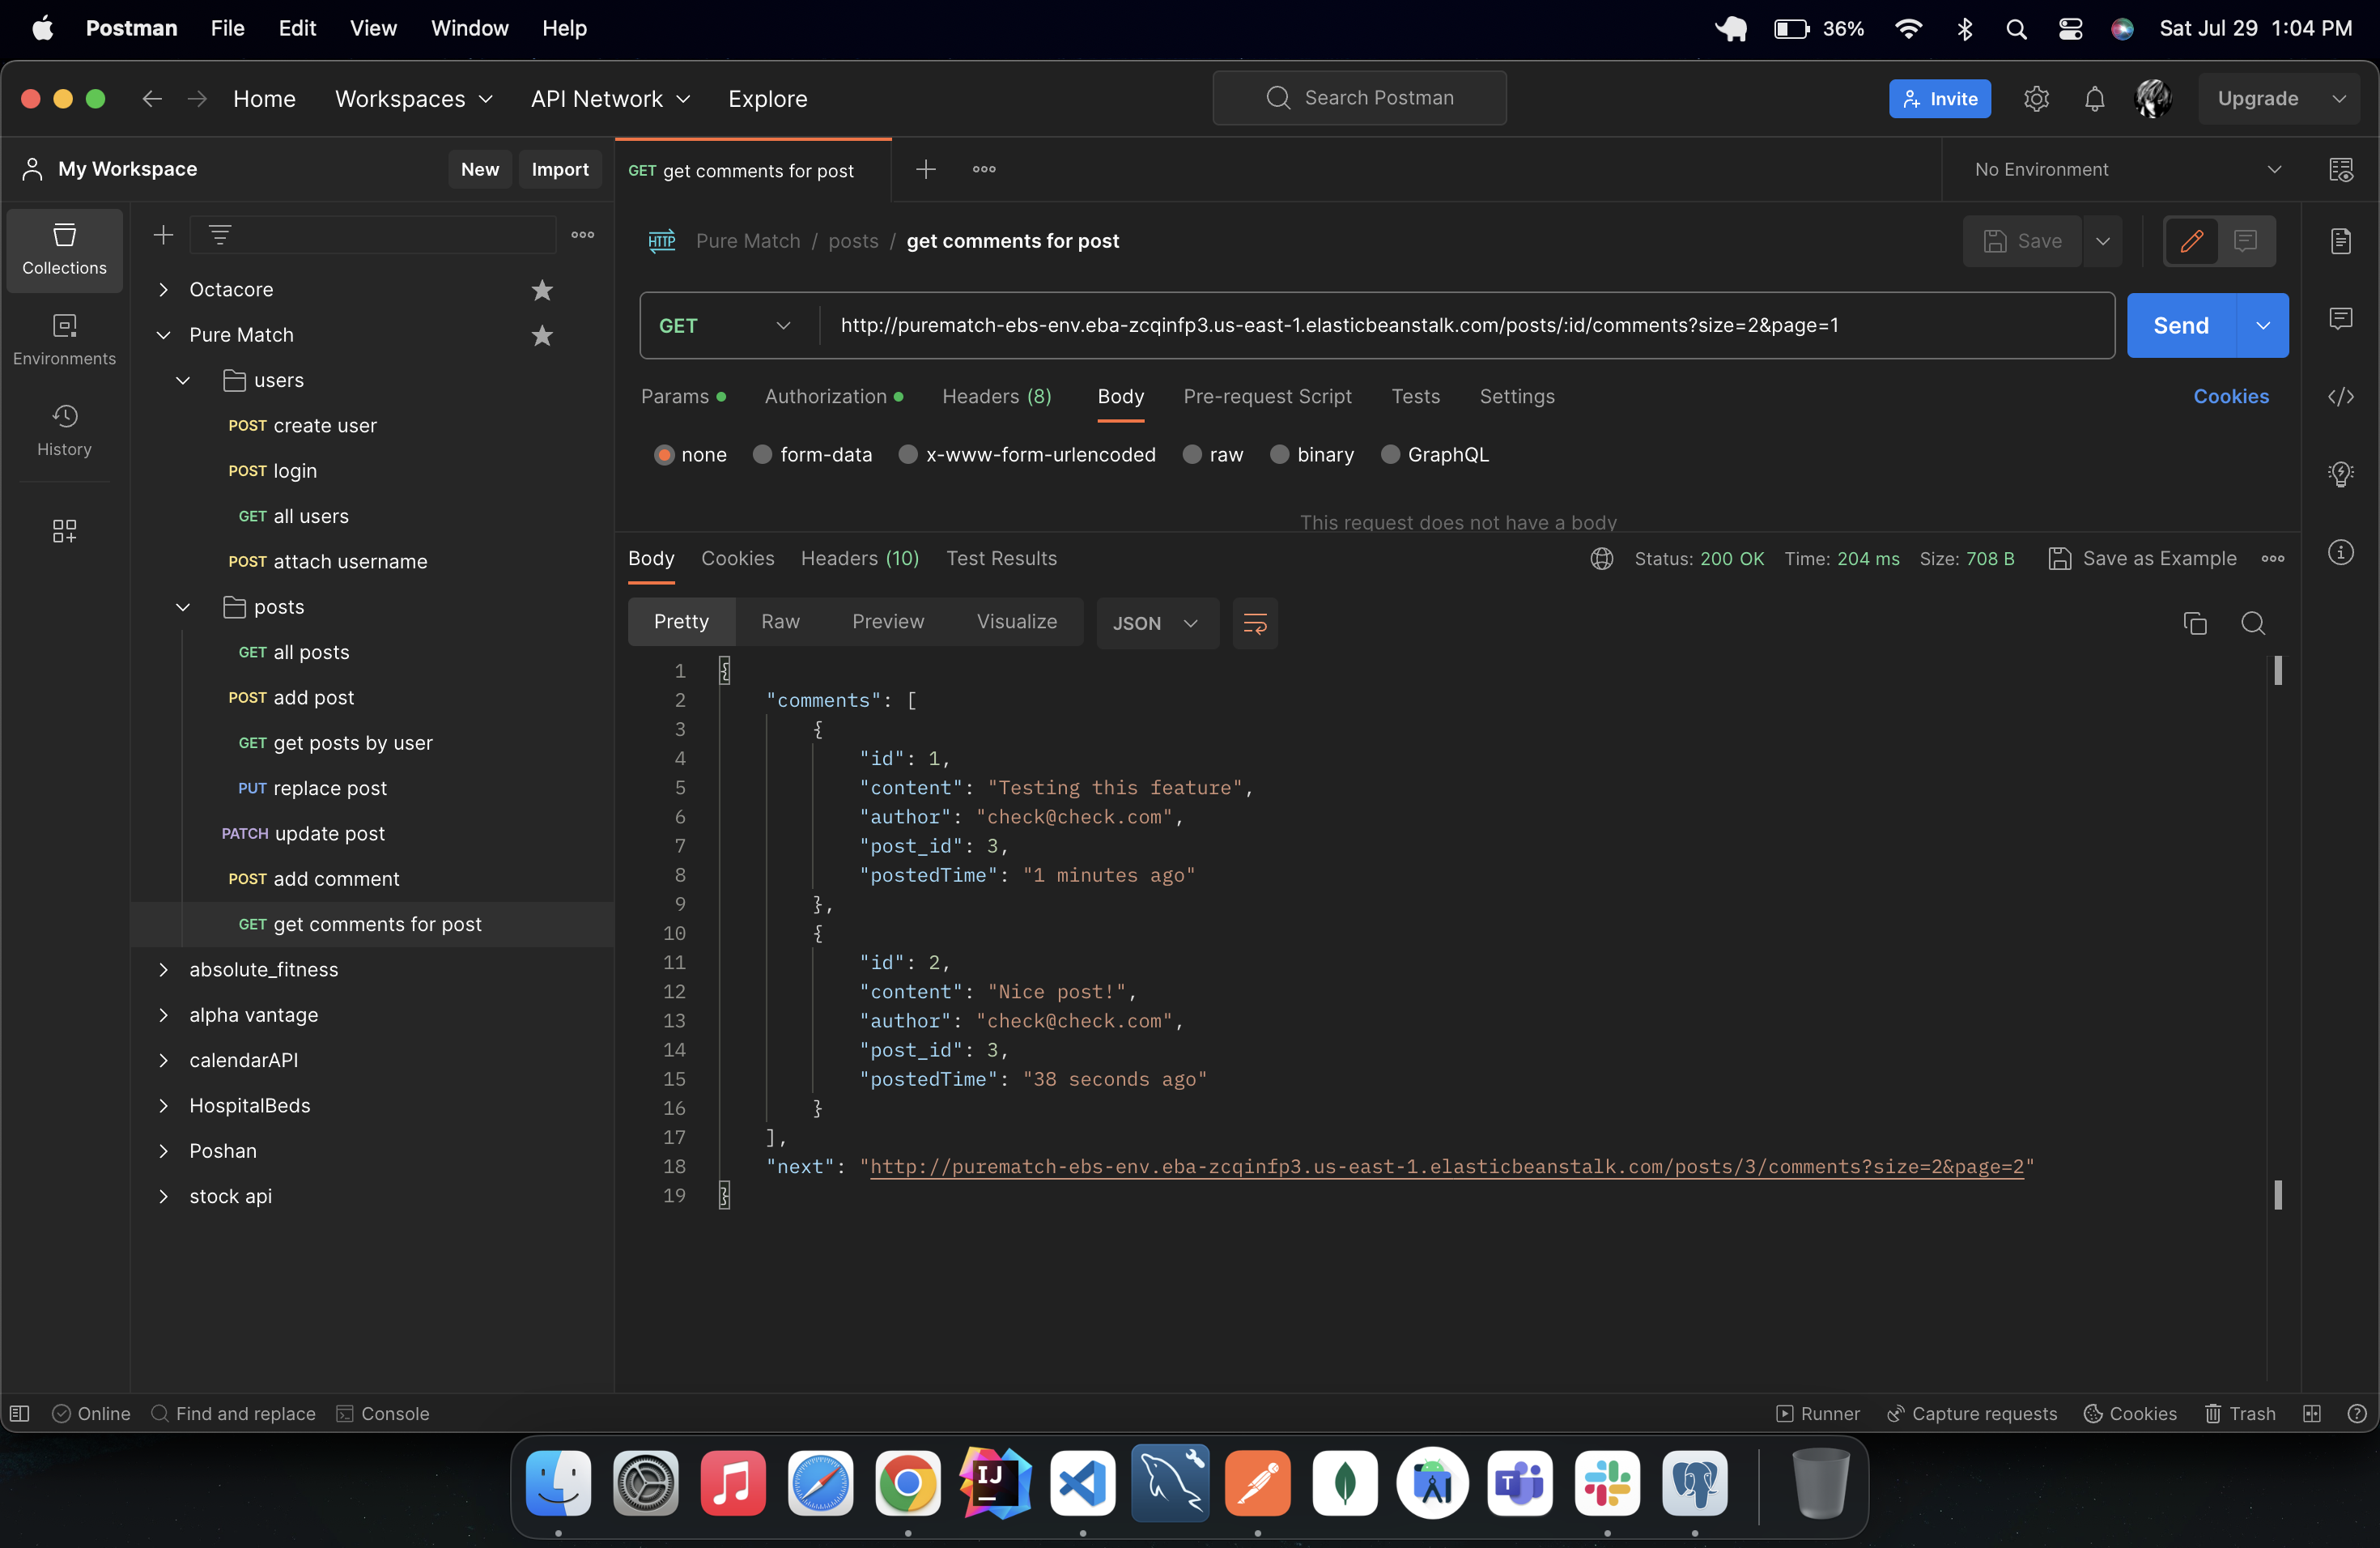 Postman File Edit View Window Help 36% Sat Jul 29 1:04 PM
Home Workspaces API Network Explore Search Postman Invite Upgrade
My Workspace New Import GET get comments for post No Environment
Collections
Environments
History
Octacore
Pure Match
users
POST create user
POST login
GET all users
POST attach username
posts
GET all posts
POST add post
GET get posts by user
PUT replace post
PATCH update post
POST add comment
GET get comments for post
absolute_fitness
alpha vantage
calendarAPI
HospitalBeds
Poshan
stock api
HTTP Pure Match / posts / get comments for post Save
GET http://purematch-ebs-env.eba-zcqinfp3.us-east-1.elasticbeanstalk.com/posts/:id/comments?size=2&page=1 Send
Params Authorization Headers (8) Body Pre-request Script Tests Settings Cookies
none form-data x-www-form-urlencoded raw binary GraphQL
This request does not have a body
Body Cookies Headers (10) Test Results Status: 200 OK Time: 204 ms Size: 708 B Save as Example
Pretty Raw Preview Visualize JSON
1 {
2 "comments": [
3 {
4 "id": 1,
5 "content": "Testing this feature",
6 "author": "check@check.com",
7 "post_id": 3,
8 "postedTime": "1 minutes ago"
9 },
10 {
11 "id": 2,
12 "content": "Nice post!",
13 "author": "check@check.com",
14 "post_id": 3,
15 "postedTime": "38 seconds ago"
16 }
17 ],
18 "next": "http://purematch-ebs-env.eba-zcqinfp3.us-east-1.elasticbeanstalk.com/posts/3/comments?size=2&page=2"
19 }
Online Find and replace Console Runner Capture requests Cookies Trash
IJ
T